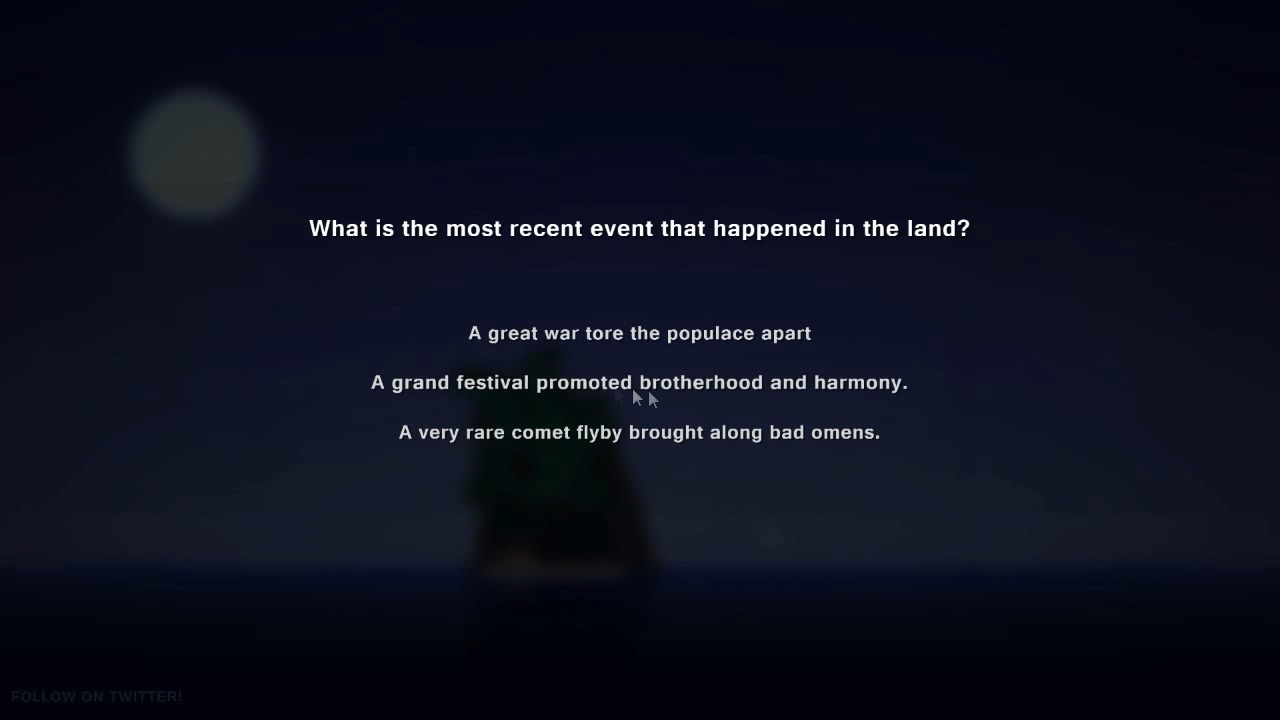 What is the most recent event that happened in the land?
A great war tore the populace apart
A grand festival promoted brotherhood and harmony.
A very rare comet flyby brought along bad omens.
FOLLOW ON TWITTER!